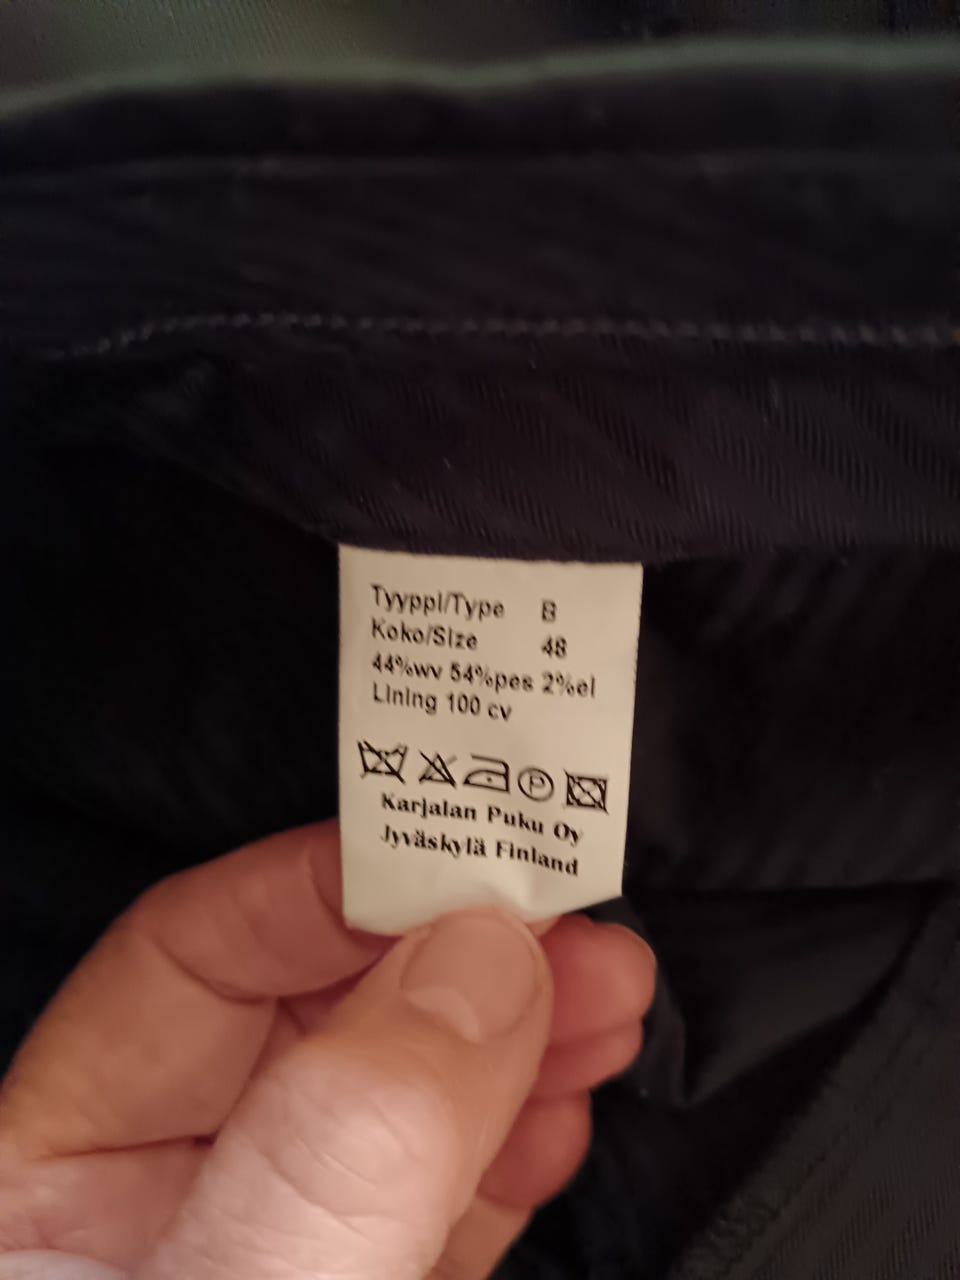 Tyyppi/Type B
Koko/Size 48
44%wv 54%pes 2%el
Lining 100 cv
P
Karjalan Puku Oy
Jyväskylä Finland